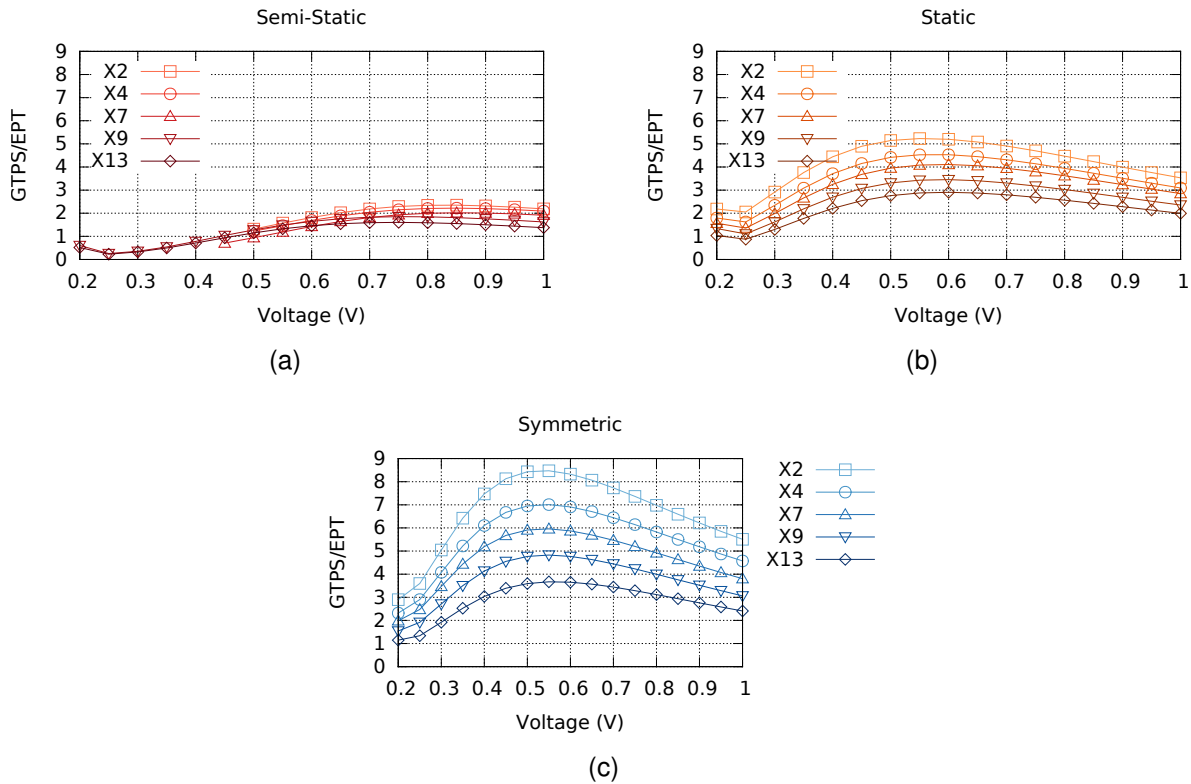 Semi-Static
9
8
7
6
5
4
3
2
1
0
GTPS/EPT
X2
X4
X7
X9
X13
0.2 0.3 0.4 0.5 0.6 0.7 0.8 0.9 1
Voltage (V)
(a)
Static
9
8
7
6
5
4
3
2
1
0
GTPS/EPT
X2
X4
X7
X9
X13
0.2 0.3 0.4 0.5 0.6 0.7 0.8 0.9 1
Voltage (V)
(b)
Symmetric
9
8
7
6
5
4
3
2
1
0
GTPS/EPT
0.2 0.3 0.4 0.5 0.6 0.7 0.8 0.9 1
Voltage (V)
X2
X4
X7
X9
X13
(c)